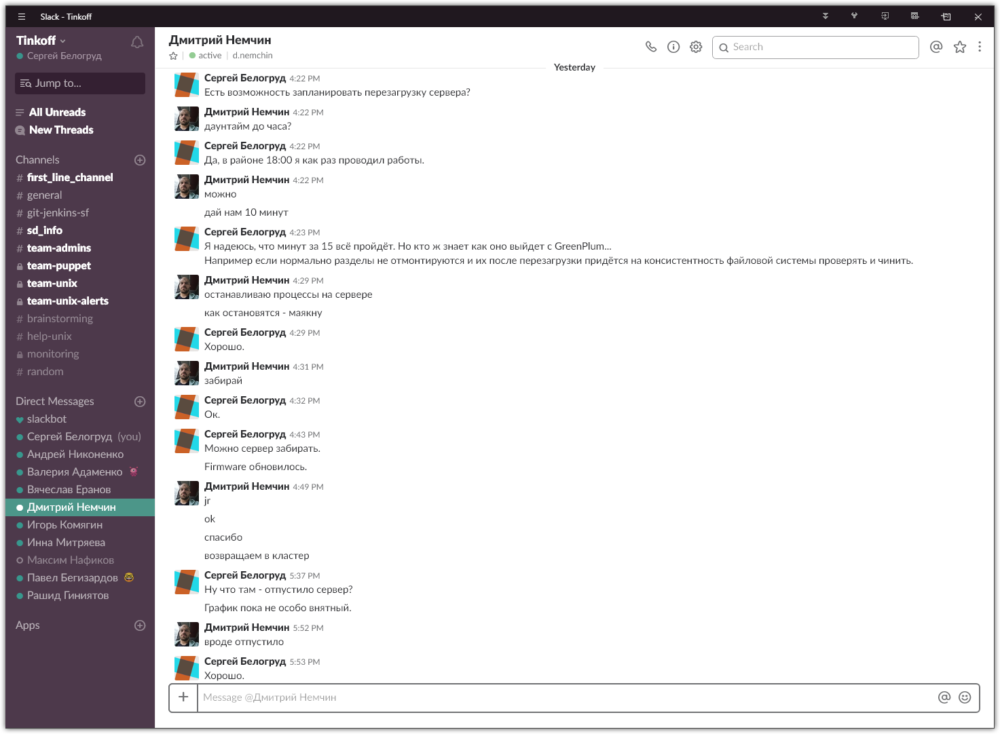 Slack - Tinkoff
Tinkoff
Сергей Белогруд
Jump to...
All Unreads
New Threads
Channels
# first_line_channel
# general
# git-jenkins-sf
# sd_info
# team-admins
team-puppet
team-unix
team-unix-alerts
# brainstorming
# help-unix
monitoring
# random
Direct Messages
slackbot
Сергей Белогруд (you)
Андрей Никоненко
Валерия Адаменко
Вячеслав Еранов
Дмитрий Немчин
Игорь Комягин
Инна Митряева
Максим Нафиков
Павел Бегизардов
Рашид Гиниятов
Apps
Дмитрий Немчин
active | d.nemchin
Search
Yesterday
Сергей Белогруд 4:22 PM
Есть возможность запланировать перезагрузку сервера?
Дмитрий Немчин 4:22 PM
даунтайм до часа?
Сергей Белогруд 4:22 PM
Да, в районе 18:00 я как раз проводил работы.
Дмитрий Немчин 4:22 PM
можно
дай нам 10 минут
Сергей Белогруд 4:23 PM
Я надеюсь, что минут за 15 всё пройдёт. Но кто ж знает как оно выйдет с GreenPlum...
Например если нормально разделы не отмонтируются и их после перезагрузки придётся на консистентность файловой системы проверять и чинить.
Дмитрий Немчин 4:29 PM
останавливаю процессы на сервере
как остановятся - маякну
Сергей Белогруд 4:29 PM
Хорошо.
Дмитрий Немчин 4:31 PM
забирай
Сергей Белогруд 4:32 PM
Ок.
Сергей Белогруд 4:43 PM
Можно сервер забирать.
Firmware обновилось.
Дмитрий Немчин 4:49 PM
jr
ok
спасибо
возвращаем в кластер
Сергей Белогруд 5:37 PM
Ну что там - отпустило сервер?
График пока не особо внятный.
Дмитрий Немчин 5:52 PM
вроде отпустило
Сергей Белогруд 5:53 PM
Хорошо.
Message @Дмитрий Немчин